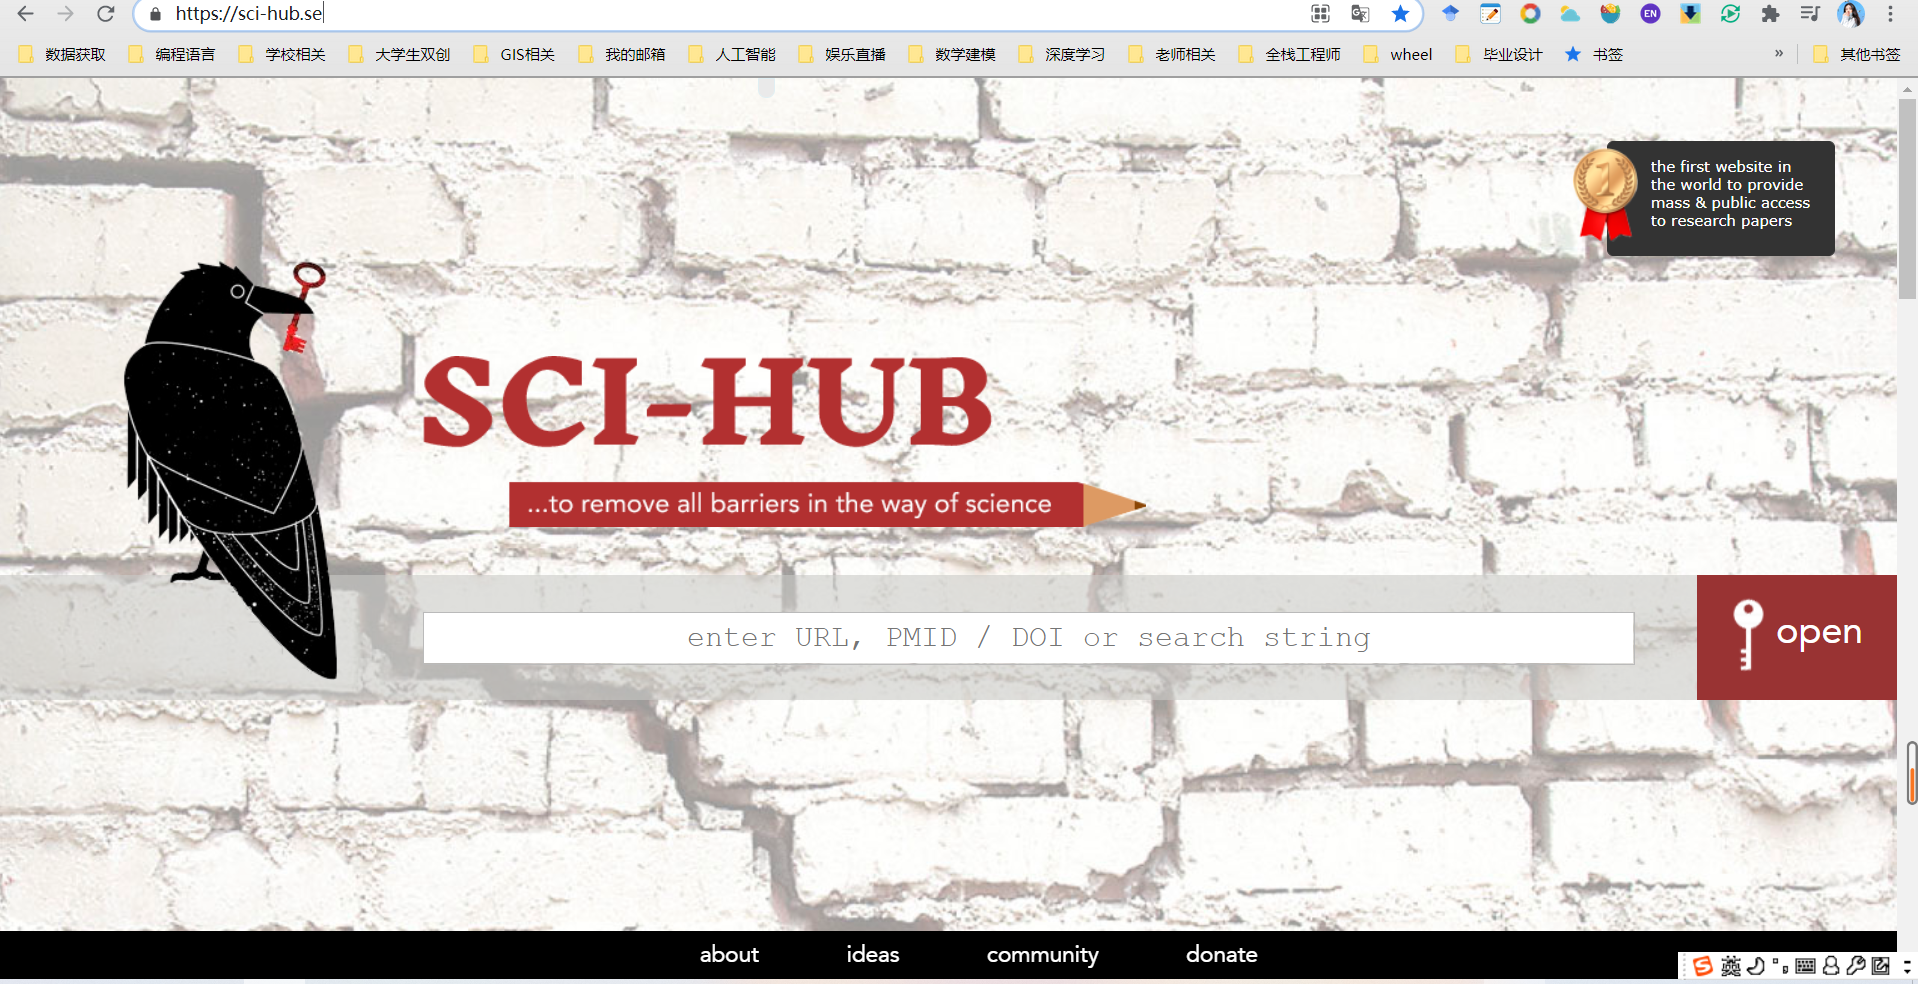 https://sci-hub.se
EN
数据获取 编程语言 学校相关 大学生双创 GIS相关 我的邮箱 人工智能 娱乐直播 数学建模 深度学习 老师相关 全栈工程师 wheel 毕业设计 书签 » 其他书签
1
the first website in
the world to provide
mass & public access
to research papers
SCI-HUB
...to remove all barriers in the way of science
enter URL, PMID / DOI or search string
open
about ideas community donate
英